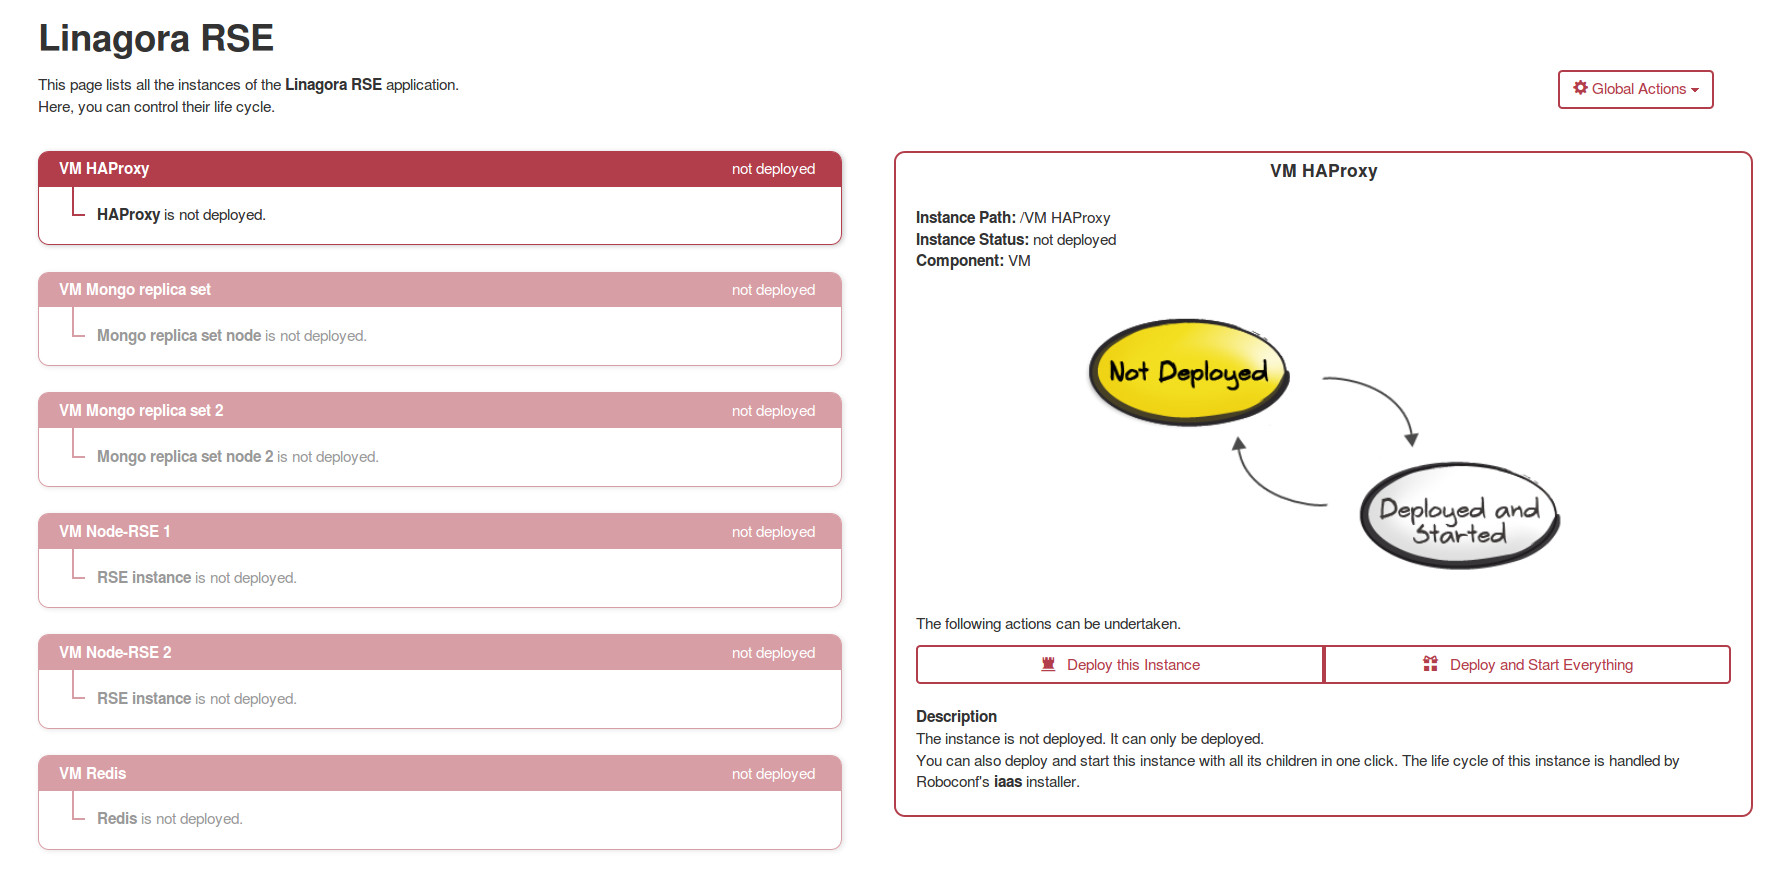 Linagora RSE
This page lists all the instances of the Linagora RSE application.
Here, you can control their life cycle.
Global Actions
VM HAProxy not deployed
HAProxy is not deployed.
VM Mongo replica set not deployed
Mongo replica set node is not deployed.
VM Mongo replica set 2 not deployed
Mongo replica set node 2 is not deployed.
VM Node-RSE 1 not deployed
RSE instance is not deployed.
VM Node-RSE 2 not deployed
RSE instance is not deployed.
VM Redis not deployed
Redis is not deployed.
VM HAProxy
Instance Path: /VM HAProxy
Instance Status: not deployed
Component: VM
Not Deployed
Deployed and
Started
The following actions can be undertaken.
Deploy this Instance
Deploy and Start Everything
Description
The instance is not deployed. It can only be deployed.
You can also deploy and start this instance with all its children in one click. The life cycle of this instance is handled by
Roboconf's iaas installer.